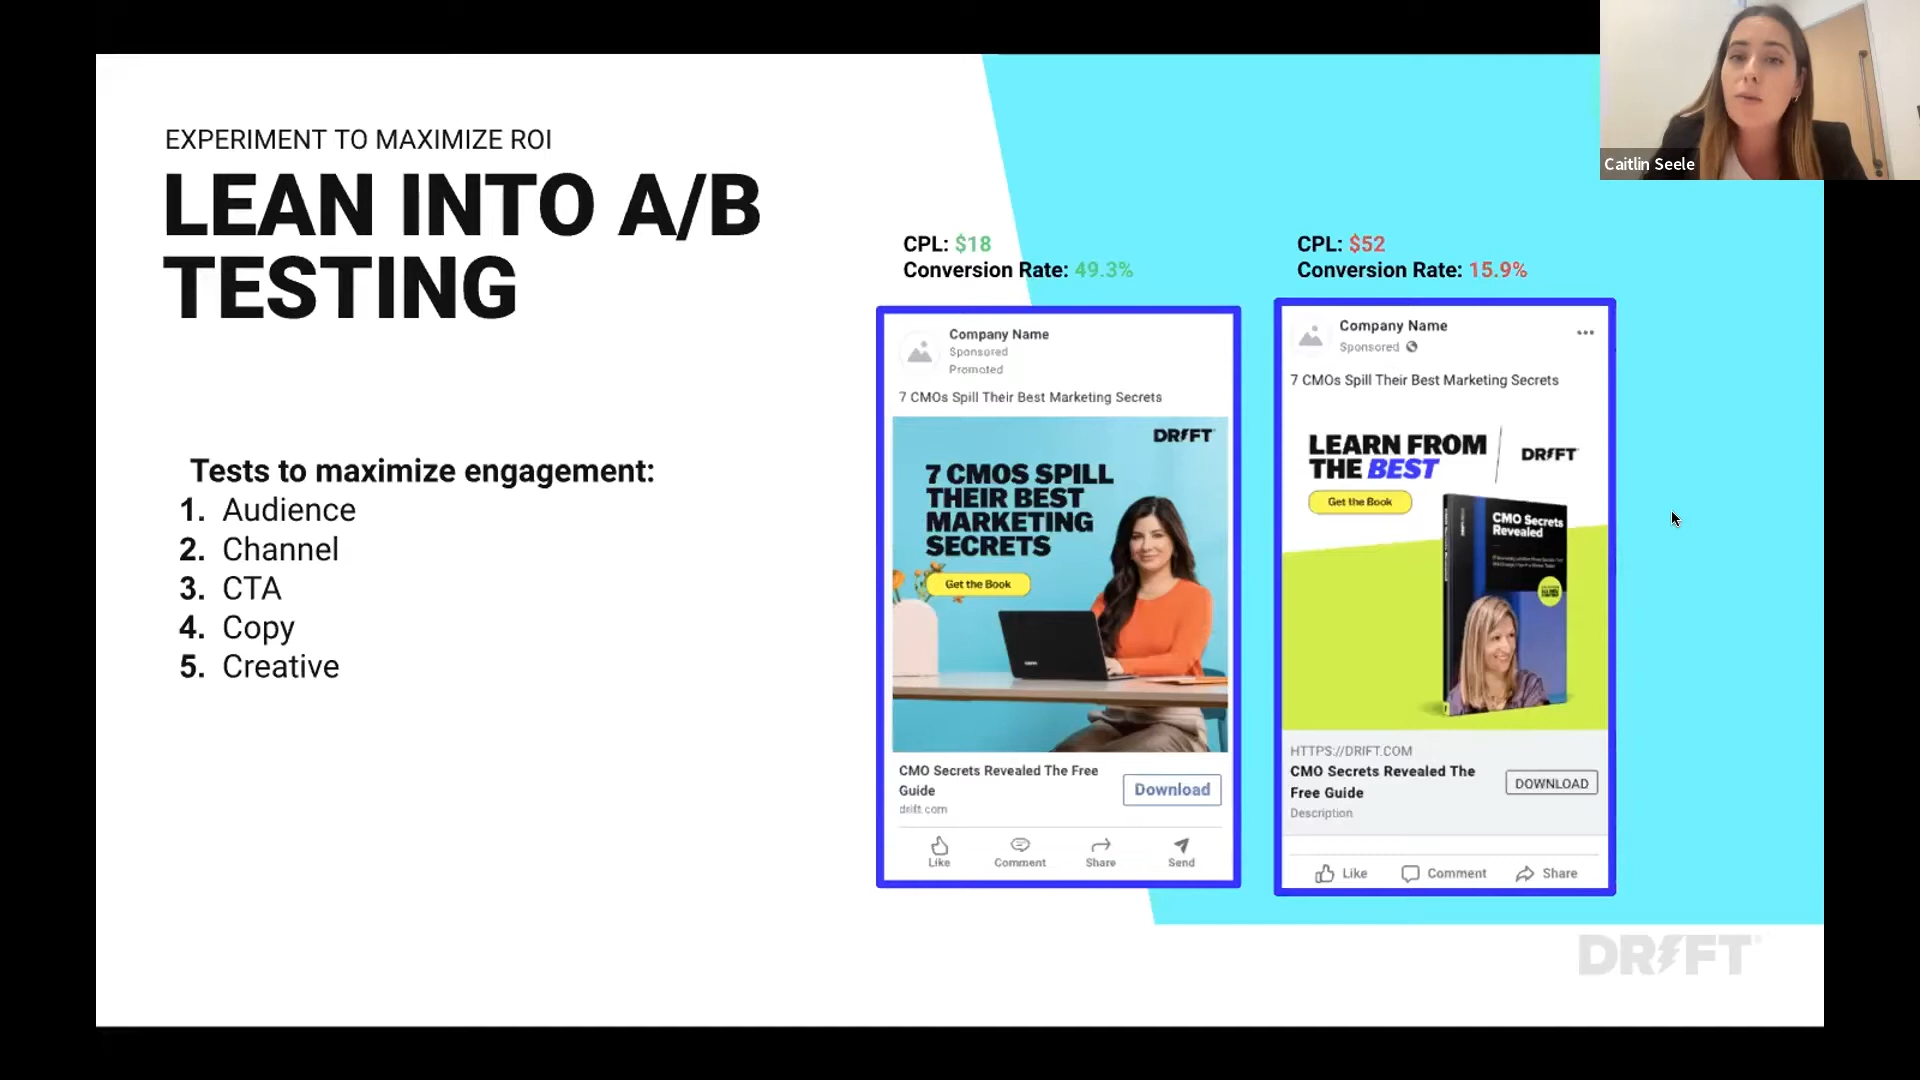 EXPERIMENT TO MAXIMIZE ROI
LEAN INTO A/B
TESTING
Tests to maximize engagement:
1. Audience
2. Channel
3. CTA
4. Copy
5. Creative
CPL: $18
Conversion Rate: 49.3%
Company Name
Sponsored
Promoted
7 CMOs Spill Their Best Marketing Secrets
DRIFT
7 CMOS SPILL
THEIR BEST
MARKETING
SECRETS
Get the Book
CMO Secrets Revealed The Free
Guide
drift.com
Download
Like
Comment
Share
Send
CPL: $52
Conversion Rate: 15.9%
Company Name
Sponsored
7 CMOs Spill Their Best Marketing Secrets
LEARN FROM
THE BEST
DRIFT
Get the Book
CMO Secrets
Revealed
HTTPS://DRIFT.COM
CMO Secrets Revealed The
Free Guide
Description
DOWNLOAD
Like
Comment
Share
Caitlin Seele
DRIFT